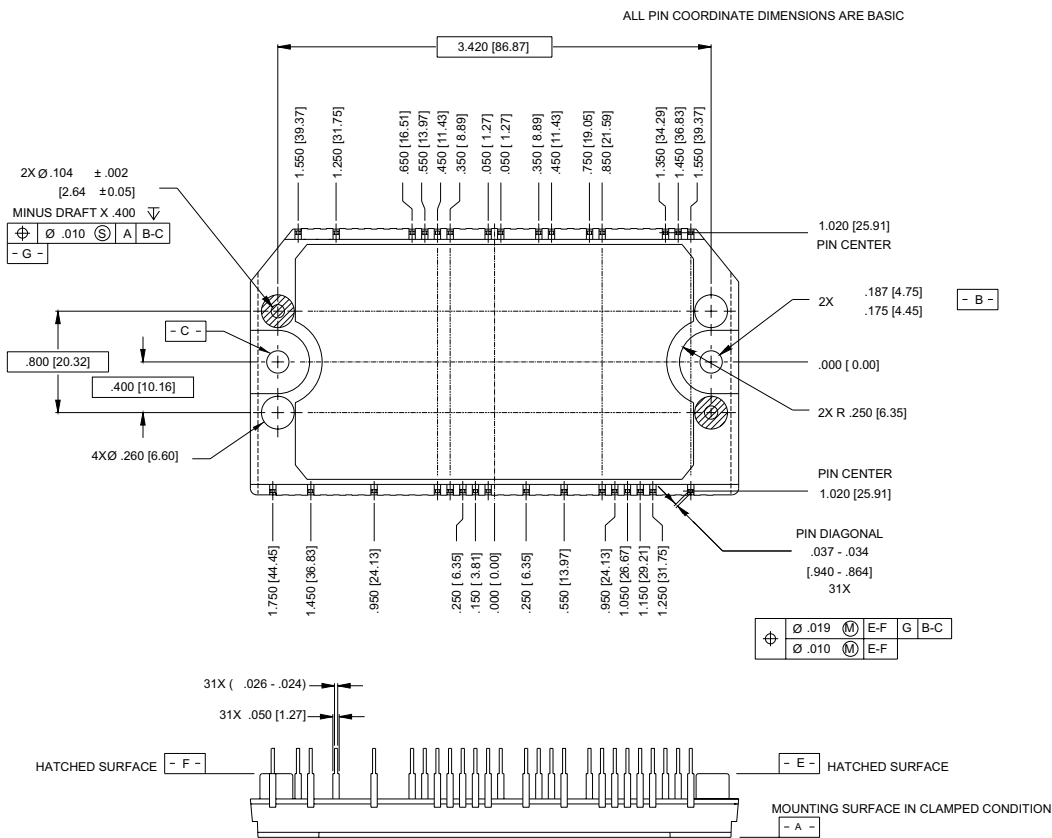 ALL PIN COORDINATE DIMENSIONS ARE BASIC
3.420 [86.87]
1.550 [39.37]
1.250 [31.75]
.650 [16.51]
.550 [13.97]
.450 [11.43]
.350 [ 8.89]
.050 [ 1.27]
.050 [ 1.27]
.350 [ 8.89]
.450 [11.43]
.750 [19.05]
.850 [21.59]
1.350 [34.29]
1.450 [36.83]
1.550 [39.37]
2X Ø .104 ± .002
[2.64 ±0.05]
MINUS DRAFT X .400
Ø .010 Ⓢ A B-C
- G -
1.020 [25.91]
PIN CENTER
2X .187 [4.75]
.175 [4.45]
- B -
- C -
.800 [20.32]
.400 [10.16]
.000 [ 0.00]
2X R .250 [6.35]
4XØ .260 [6.60]
PIN CENTER
1.020 [25.91]
1.750 [44.45]
1.450 [36.83]
.950 [24.13]
.250 [ 6.35]
.150 [ 3.81]
.000 [ 0.00]
.250 [ 6.35]
.550 [13.97]
.950 [24.13]
1.050 [26.67]
1.150 [29.21]
1.250 [31.75]
PIN DIAGONAL
.037 - .034
[.940 - .864]
31X
Ø .019 Ⓜ E-F G B-C
Ø .010 Ⓜ E-F
31X ( .026 - .024)
31X .050 [1.27]
HATCHED SURFACE - F -
- E - HATCHED SURFACE
MOUNTING SURFACE IN CLAMPED CONDITION
- A -